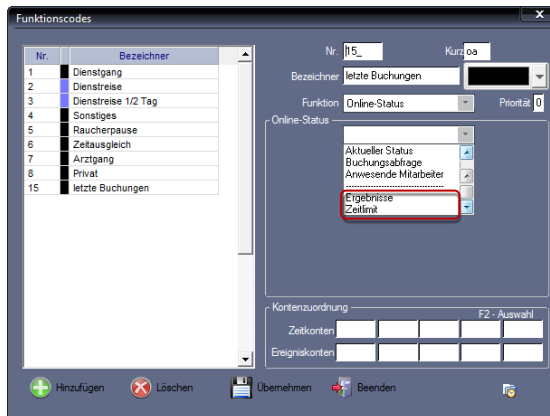 Funktionscodes
x
Nr. Bezeichner
1 Dienstgang
2 Dienstreise
3 Dienstreise 1/2 Tag
4 Sonstiges
5 Raucherpause
6 Zeitausgleich
7 Arztgang
8 Privat
15 letzte Buchungen
Nr. 15_ Kurz oa
Bezeichner letzte Buchungen
Funktion Online-Status Priorität 0
Online-Status
Aktueller Status
Buchungsabfrage
Anwesende Mitarbeiter
--------------------------------
Ergebnisse
Zeitlimit
Kontenzuordnung
F2 - Auswahl
Zeitkonten
Ereigniskonten
Hinzufügen Löschen Übernehmen Beenden